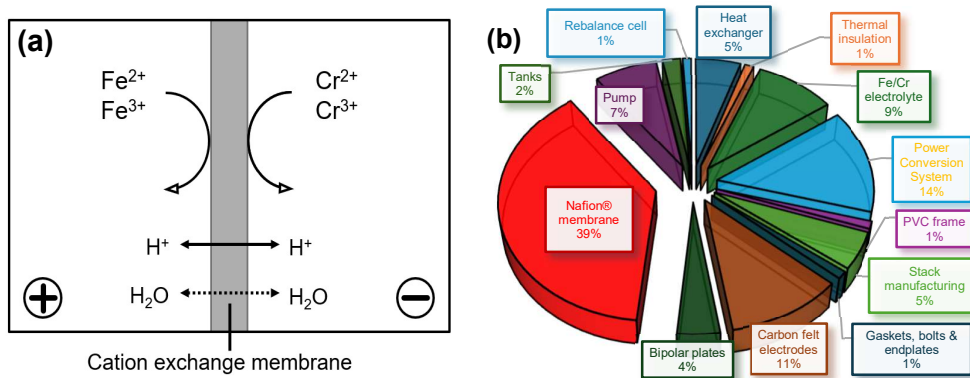 (a)
Fe2+
Fe3+
Cr2+
Cr3+
H+
H+
H2O
H2O
+
−
Cation exchange membrane
(b)
Rebalance cell
1%
Heat
exchanger
5%
Thermal
insulation
1%
Tanks
2%
Pump
7%
Fe/Cr
electrolyte
9%
Power
Conversion
System
14%
Nafion® 
membrane
39%
PVC frame
1%
Stack
manufacturing
5%
Bipolar plates
4%
Carbon felt
electrodes
11%
Gaskets, bolts &
endplates
1%